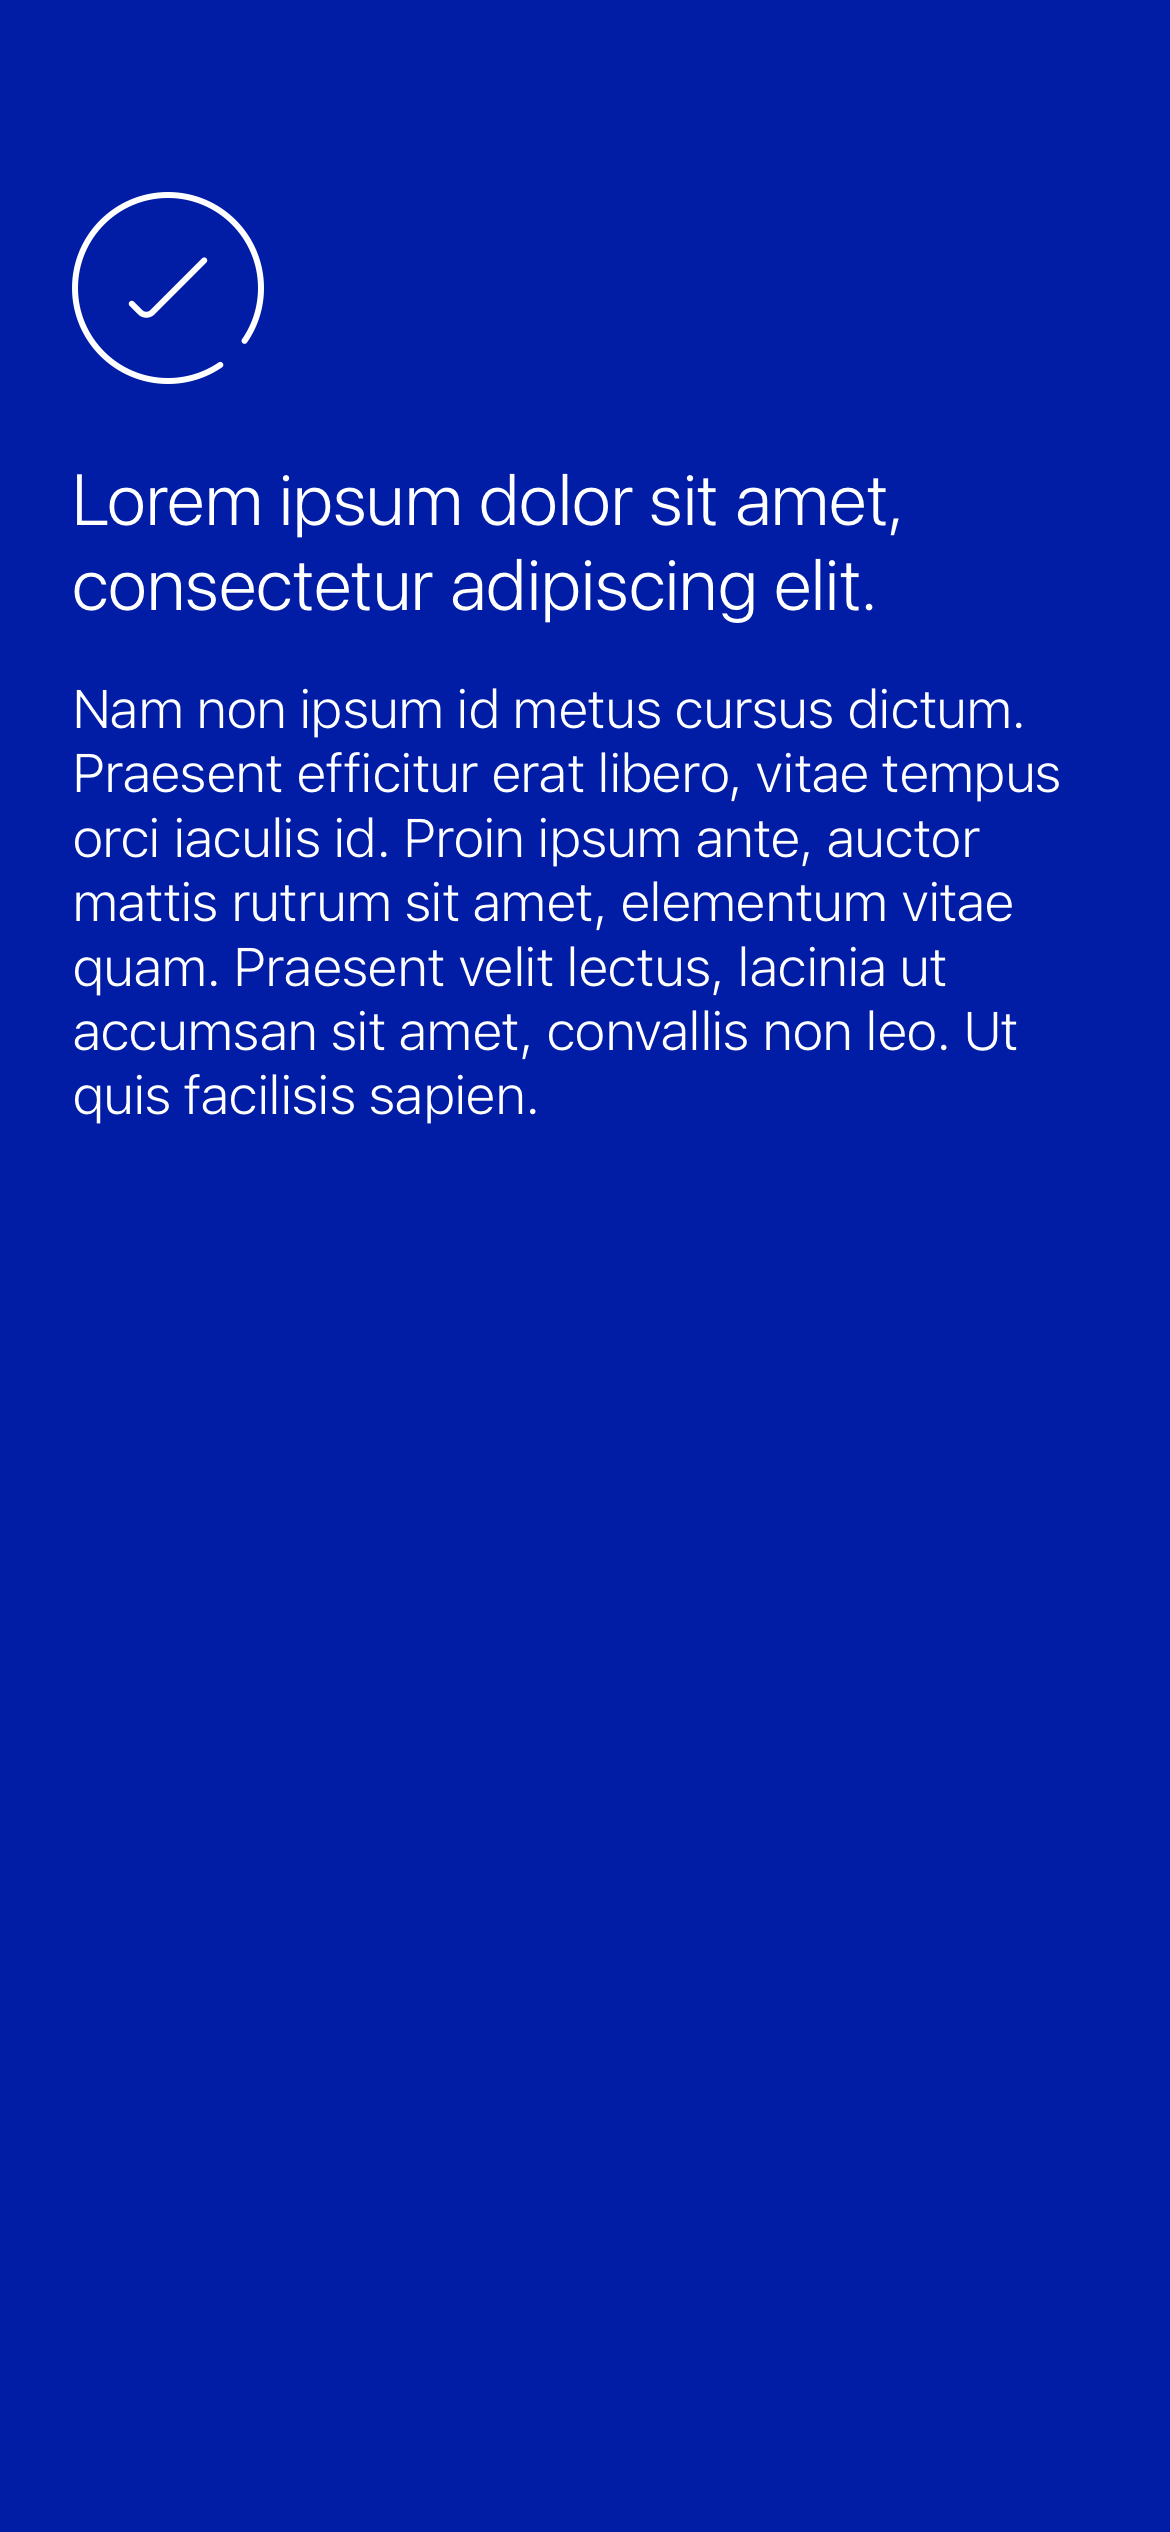 Lorem ipsum dolor sit amet,
consectetur adipiscing elit.
Nam non ipsum id metus cursus dictum.
Praesent efficitur erat libero, vitae tempus
orci iaculis id. Proin ipsum ante, auctor
mattis rutrum sit amet, elementum vitae
quam. Praesent velit lectus, lacinia ut
accumsan sit amet, convallis non leo. Ut
quis facilisis sapien.